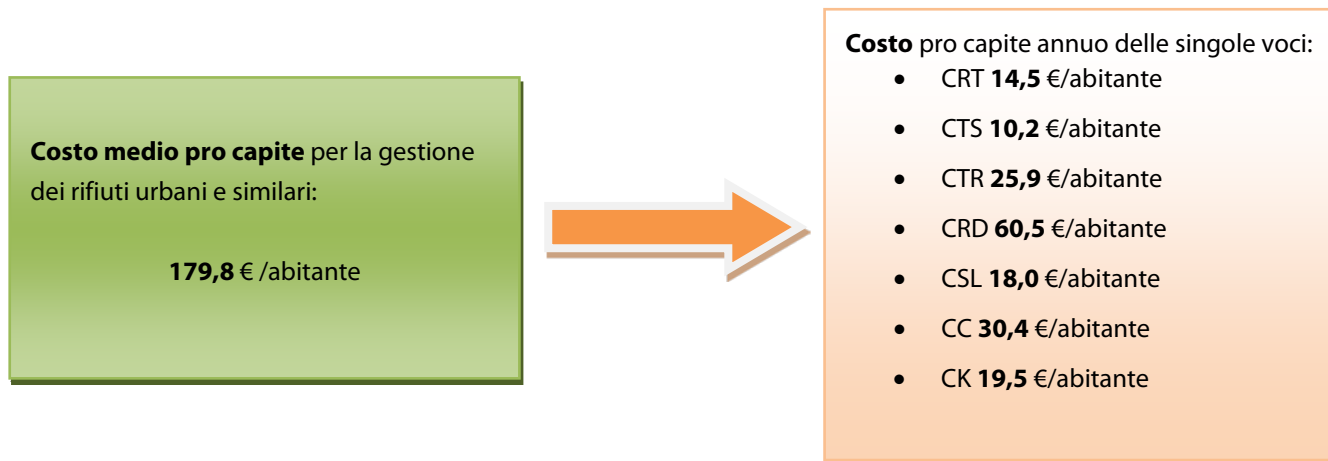 Costo medio pro capite per la gestione
dei rifiuti urbani e similari:
179,8 € /abitante
Costo pro capite annuo delle singole voci:
• CRT 14,5 €/abitante
• CTS 10,2 €/abitante
• CTR 25,9 €/abitante
• CRD 60,5 €/abitante
• CSL 18,0 €/abitante
• CC 30,4 €/abitante
• CK 19,5 €/abitante